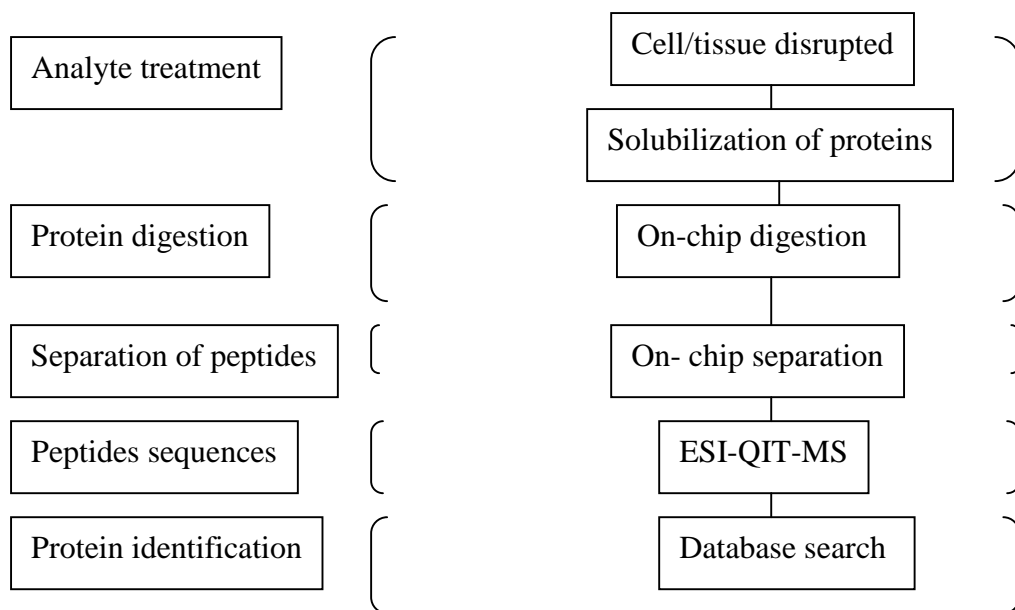 Analyte treatment
Cell/tissue disrupted
Solubilization of proteins
Protein digestion
On-chip digestion
Separation of peptides
On- chip separation
Peptides sequences
ESI-QIT-MS
Protein identification
Database search